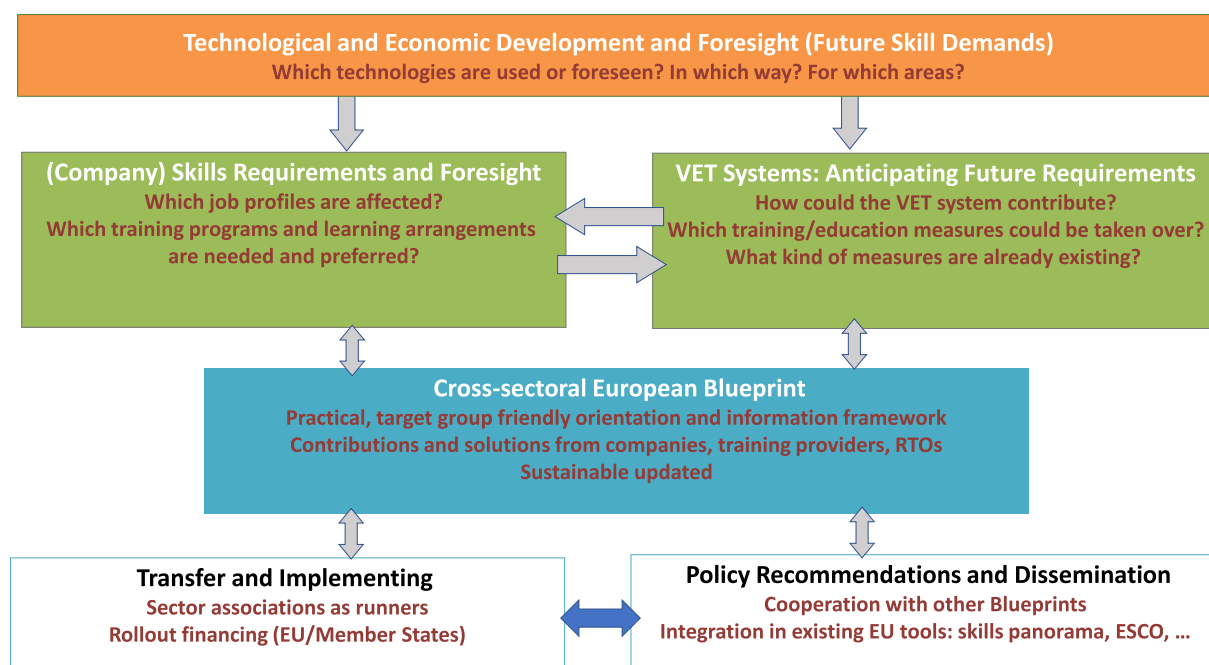 Technological and Economic Development and Foresight (Future Skill Demands)
Which technologies are used or foreseen? In which way? For which areas?
(Company) Skills Requirements and Foresight
Which job profiles are affected?
Which training programs and learning arrangements
are needed and preferred?
VET Systems: Anticipating Future Requirements
How could the VET system contribute?
Which training/education measures could be taken over?
What kind of measures are already existing?
Cross-sectoral European Blueprint
Practical, target group friendly orientation and information framework
Contributions and solutions from companies, training providers, RTOs
Sustainable updated
Transfer and Implementing
Sector associations as runners
Rollout financing (EU/Member States)
Policy Recommendations and Dissemination
Cooperation with other Blueprints
Integration in existing EU tools: skills panorama, ESCO, ...